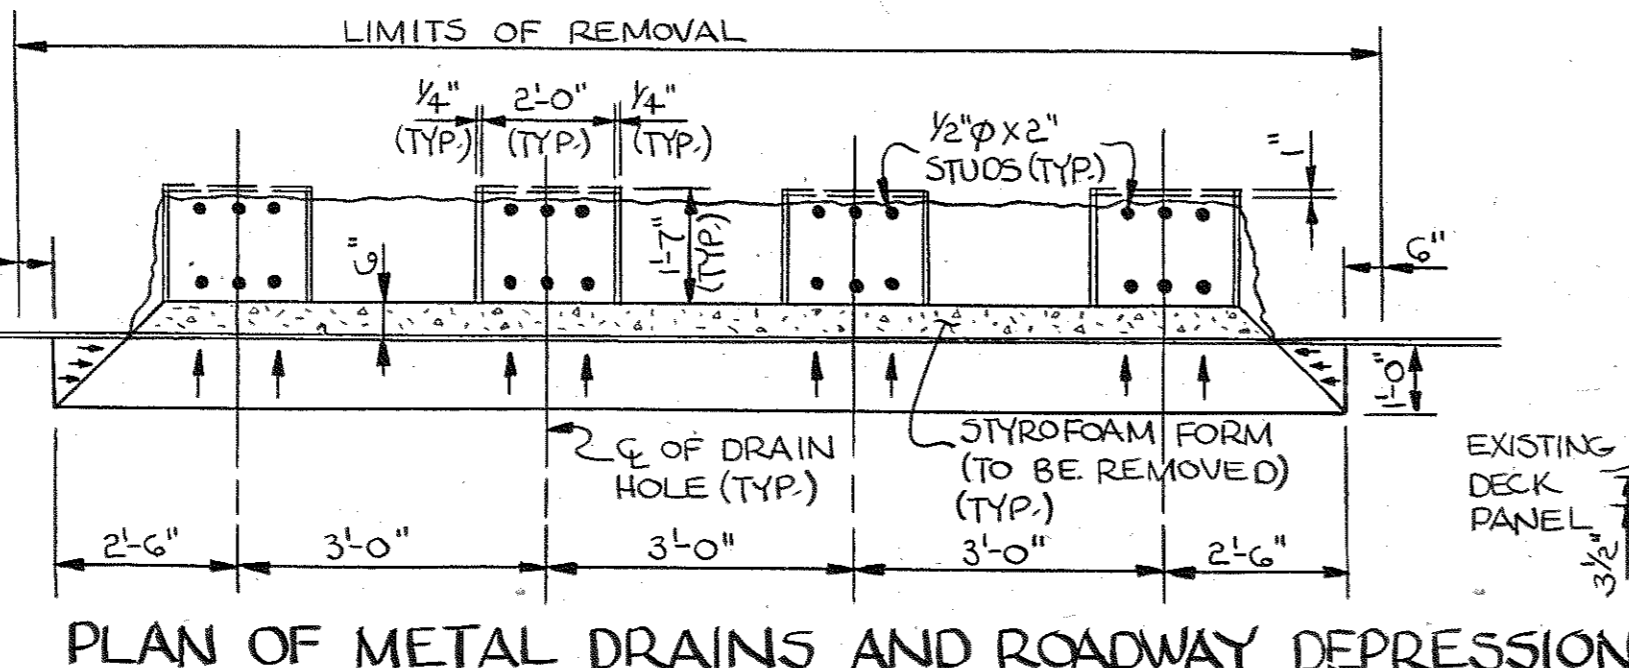 LIMITS OF REMOVAL
1/4" 2'-0" 1/4"
(TYP.) (TYP.) (TYP.)
1/2"φ X 2"
STUDS (TYP.)
1"
6"
1'-7"
(TYP.)
6"
1'-0"
℄ OF DRAIN
HOLE (TYP.)
STYROFOAM FORM
(TO BE REMOVED)
(TYP.)
EXISTING
DECK
PANEL
3 1/2"
2'-6" 3'-0" 3'-0" 3'-0" 2'-6"
PLAN OF METAL DRAINS AND ROADWAY DEPRESSION